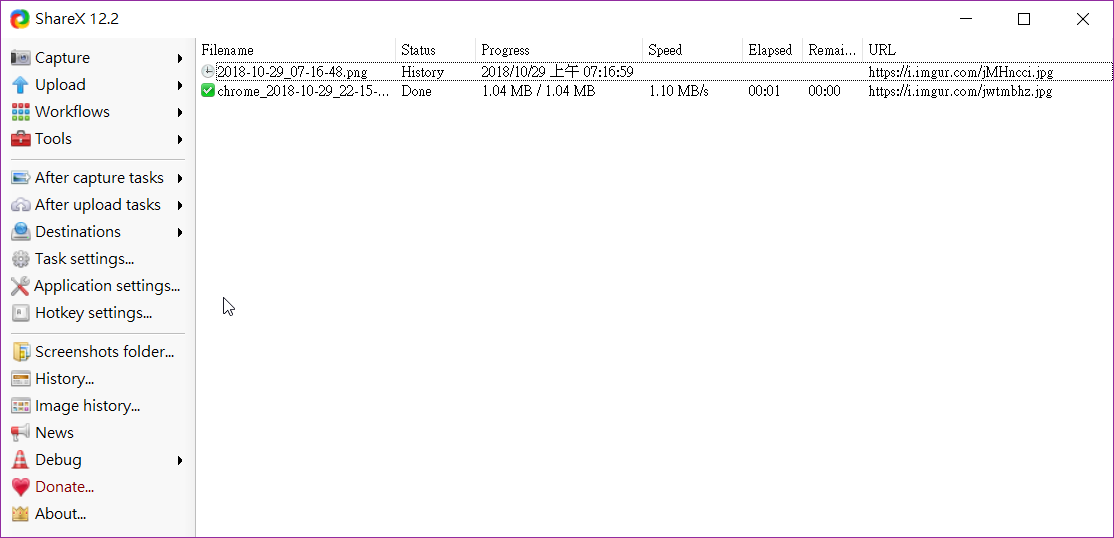 ShareX 12.2
Capture
Upload
Workflows
Tools
After capture tasks
After upload tasks
Destinations
Task settings...
Application settings...
Hotkey settings...
Screenshots folder...
History...
Image history...
News
Debug
Donate...
About...
Filename Status Progress Speed Elapsed Remai... URL
2018-10-29_07-16-48.png History 2018/10/29 上午 07:16:59 https://i.imgur.com/jMHncci.jpg
chrome_2018-10-29_22-15-... Done 1.04 MB / 1.04 MB 1.10 MB/s 00:01 00:00 https://i.imgur.com/jwtmbhz.jpg